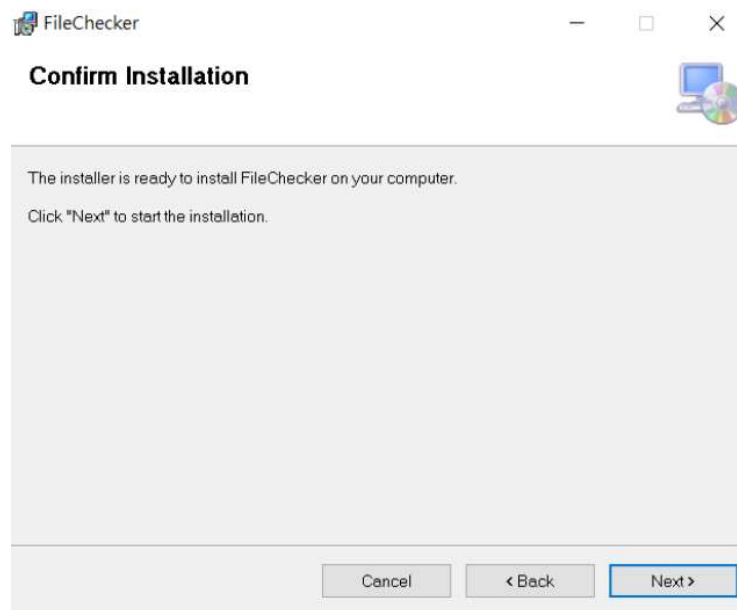 FileChecker
Confirm Installation
The installer is ready to install FileChecker on your computer.
Click "Next" to start the installation.
Cancel
< Back
Next >